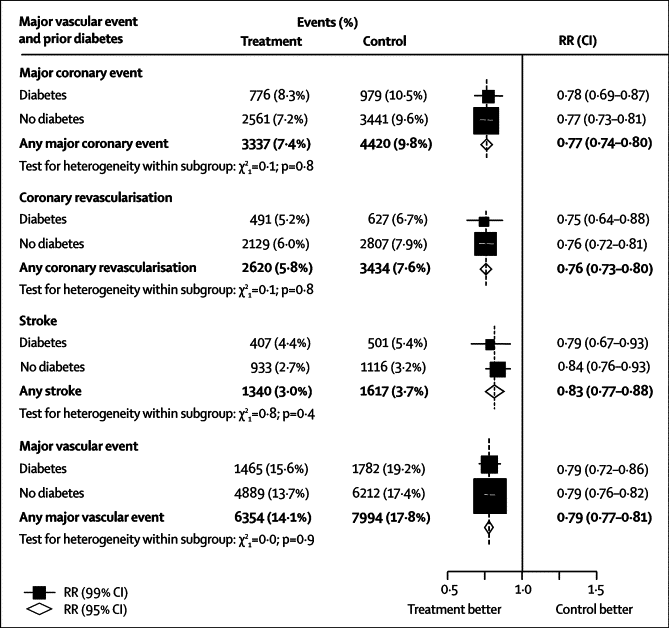 Major vascular event Events (%)
and prior diabetes Treatment Control RR (CI)
Major coronary event
Diabetes 776 (8·3%) 979 (10·5%) 0·78 (0·69–0·87)
No diabetes 2561 (7·2%) 3441 (9·6%) 0·77 (0·73–0·81)
Any major coronary event 3337 (7·4%) 4420 (9·8%) 0·77 (0·74–0·80)
Test for heterogeneity within subgroup: χ²₁=0·1; p=0·8
Coronary revascularisation
Diabetes 491 (5·2%) 627 (6·7%) 0·75 (0·64–0·88)
No diabetes 2129 (6·0%) 2807 (7·9%) 0·76 (0·72–0·81)
Any coronary revascularisation 2620 (5·8%) 3434 (7·6%) 0·76 (0·73–0·80)
Test for heterogeneity within subgroup: χ²₁=0·1; p=0·8
Stroke
Diabetes 407 (4·4%) 501 (5·4%) 0·79 (0·67–0·93)
No diabetes 933 (2·7%) 1116 (3·2%) 0·84 (0·76–0·93)
Any stroke 1340 (3·0%) 1617 (3·7%) 0·83 (0·77–0·88)
Test for heterogeneity within subgroup: χ²₁=0·8; p=0·4
Major vascular event
Diabetes 1465 (15·6%) 1782 (19·2%) 0·79 (0·72–0·86)
No diabetes 4889 (13·7%) 6212 (17·4%) 0·79 (0·76–0·82)
Any major vascular event 6354 (14·1%) 7994 (17·8%) 0·79 (0·77–0·81)
Test for heterogeneity within subgroup: χ²₁=0·0; p=0·9
RR (99% CI)
RR (95% CI)
0·5 1·0 1·5
Treatment better Control better